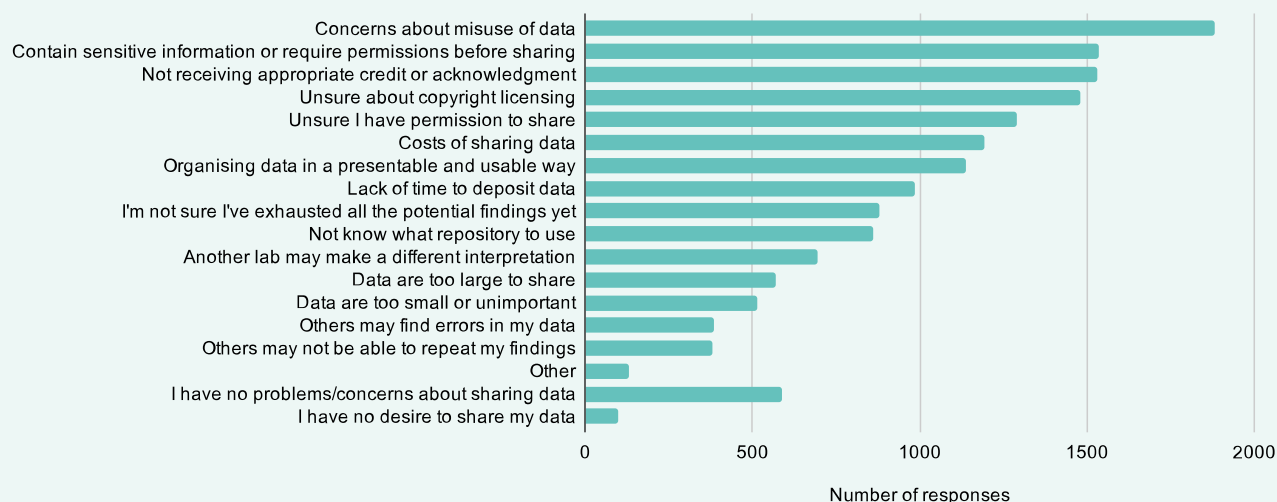 Concerns about misuse of data
Contain sensitive information or require permissions before sharing
Not receiving appropriate credit or acknowledgment
Unsure about copyright licensing
Unsure I have permission to share
Costs of sharing data
Organising data in a presentable and usable way
Lack of time to deposit data
I'm not sure I've exhausted all the potential findings yet
Not know what repository to use
Another lab may make a different interpretation
Data are too large to share
Data are too small or unimportant
Others may find errors in my data
Others may not be able to repeat my findings
Other
I have no problems/concerns about sharing data
I have no desire to share my data
0 500 1000 1500 2000
Number of responses